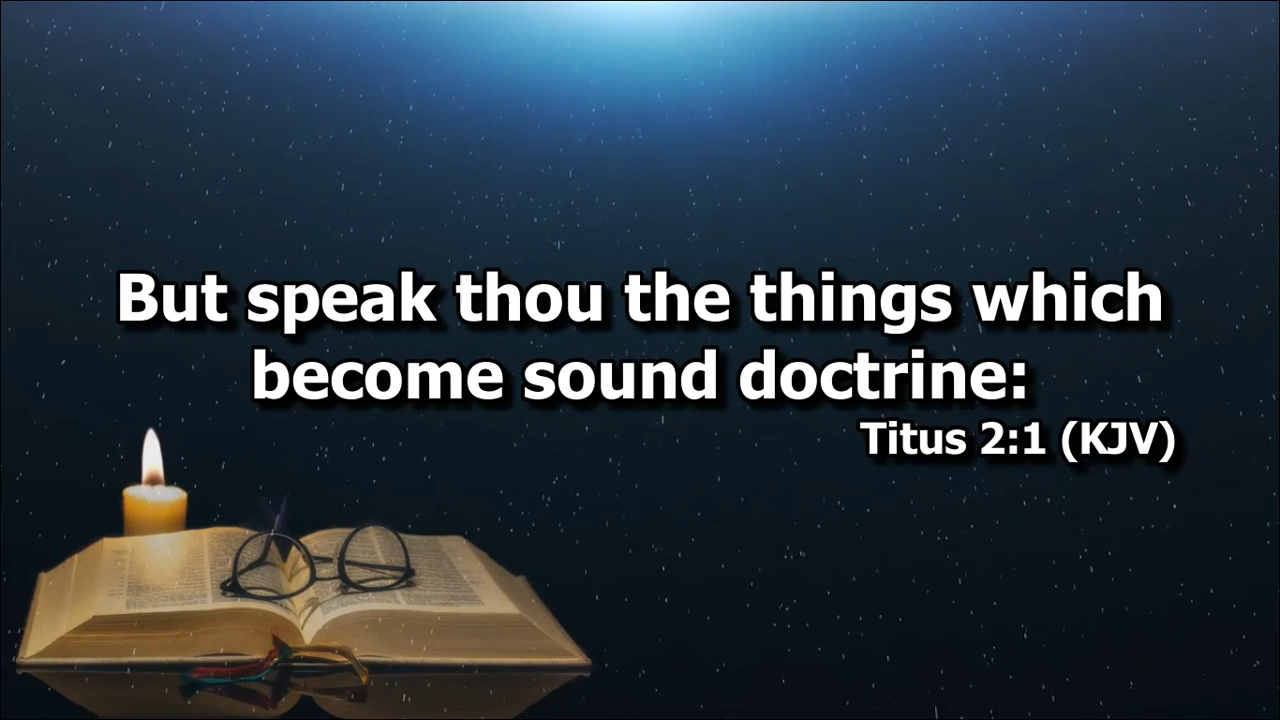 But speak thou the things which
become sound doctrine:
Titus 2:1 (KJV)